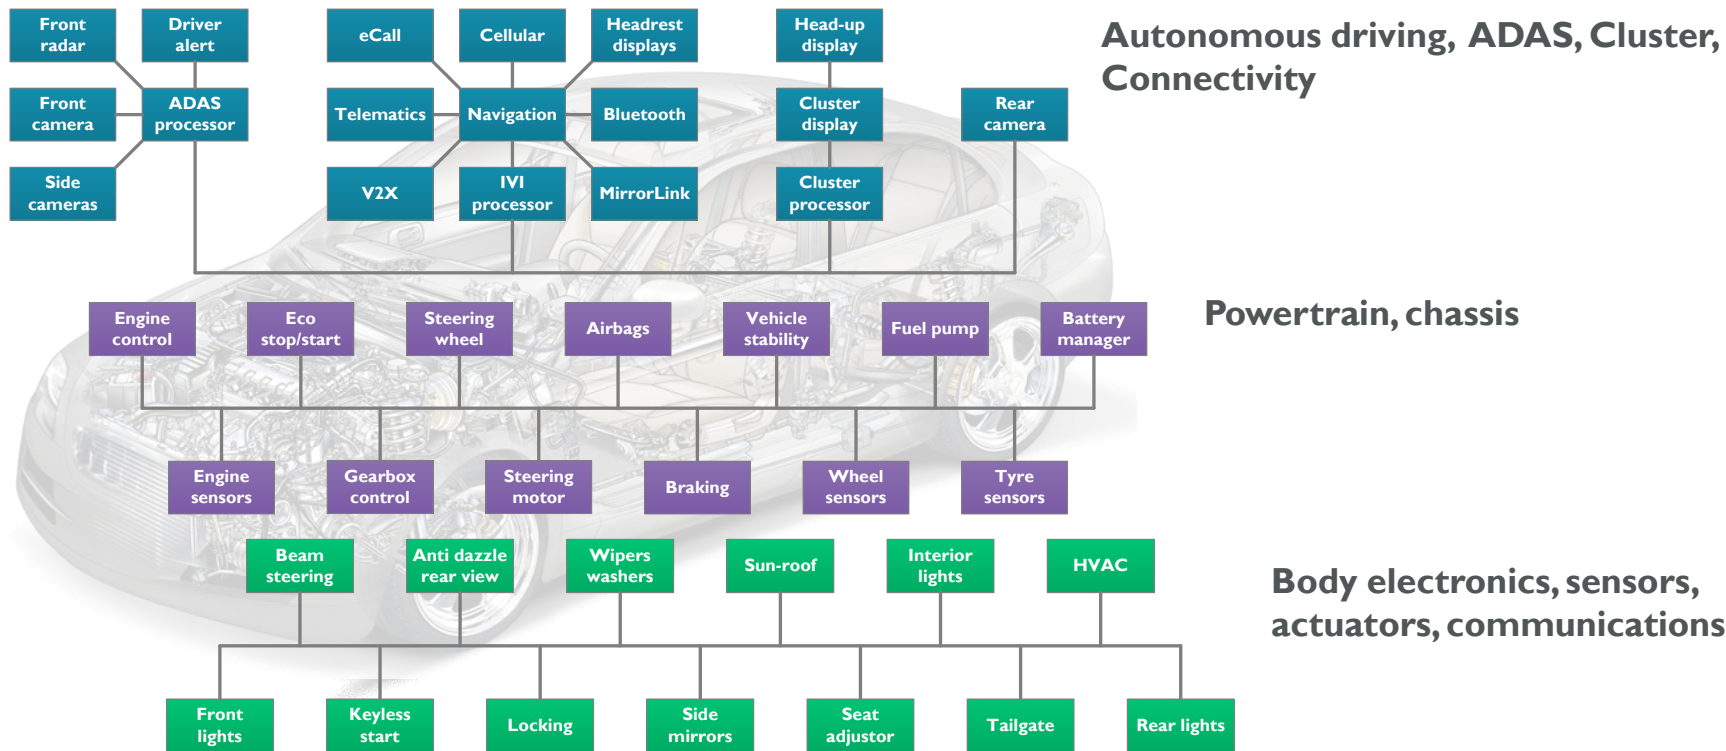 Front
radar
Driver
alert
eCall
Cellular
Headrest
displays
Head-up
display
Autonomous driving, ADAS, Cluster,
Connectivity
Front
camera
ADAS
processor
Telematics
Navigation
Bluetooth
Cluster
display
Rear
camera
Side
cameras
V2X
IVI
processor
MirrorLink
Cluster
processor
Engine
control
Eco
stop/start
Steering
wheel
Airbags
Vehicle
stability
Fuel pump
Battery
manager
Powertrain, chassis
Engine
sensors
Gearbox
control
Steering
motor
Braking
Wheel
sensors
Tyre
sensors
Beam
steering
Anti dazzle
rear view
Wipers
washers
Sun-roof
Interior
lights
HVAC
Body electronics, sensors,
actuators, communications
Front
lights
Keyless
start
Locking
Side
mirrors
Seat
adjustor
Tailgate
Rear lights